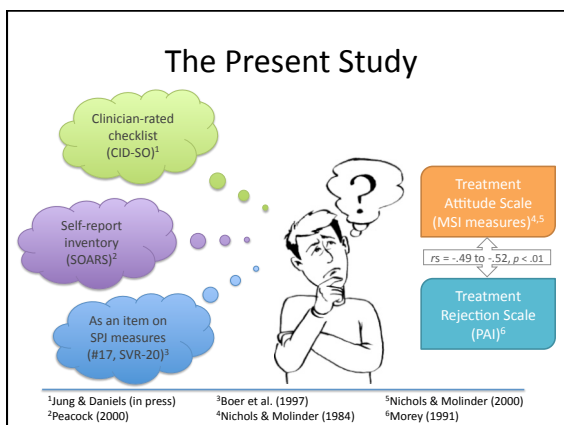 The Present Study
Clinician-rated
checklist
(CID-SO)¹
Self-report
inventory
(SOARS)²
As an item on
SPJ measures
(#17, SVR-20)³
?
Treatment
Attitude Scale
(MSI measures)⁴,⁵
rs = -.49 to -.52, p < .01
Treatment
Rejection Scale
(PAI)⁶
¹Jung & Daniels (in press)
²Peacock (2000)
³Boer et al. (1997)
⁴Nichols & Molinder (1984)
⁵Nichols & Molinder (2000)
⁶Morey (1991)